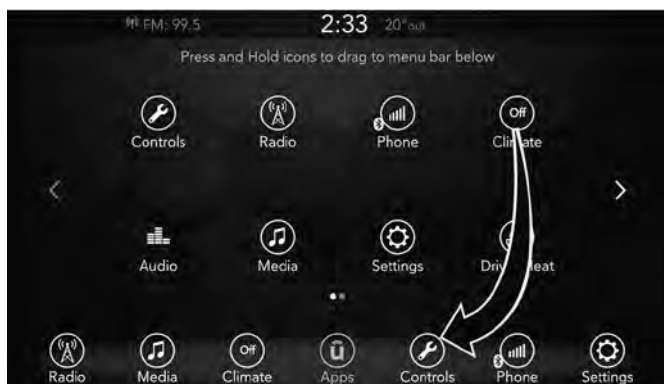 FM: 99.5 2:33 20° out
Press and Hold icons to drag to menu bar below
Off
Controls Radio Phone Climate
Audio Media Settings
Off
Radio Media Climate Apps Controls Phone Settings